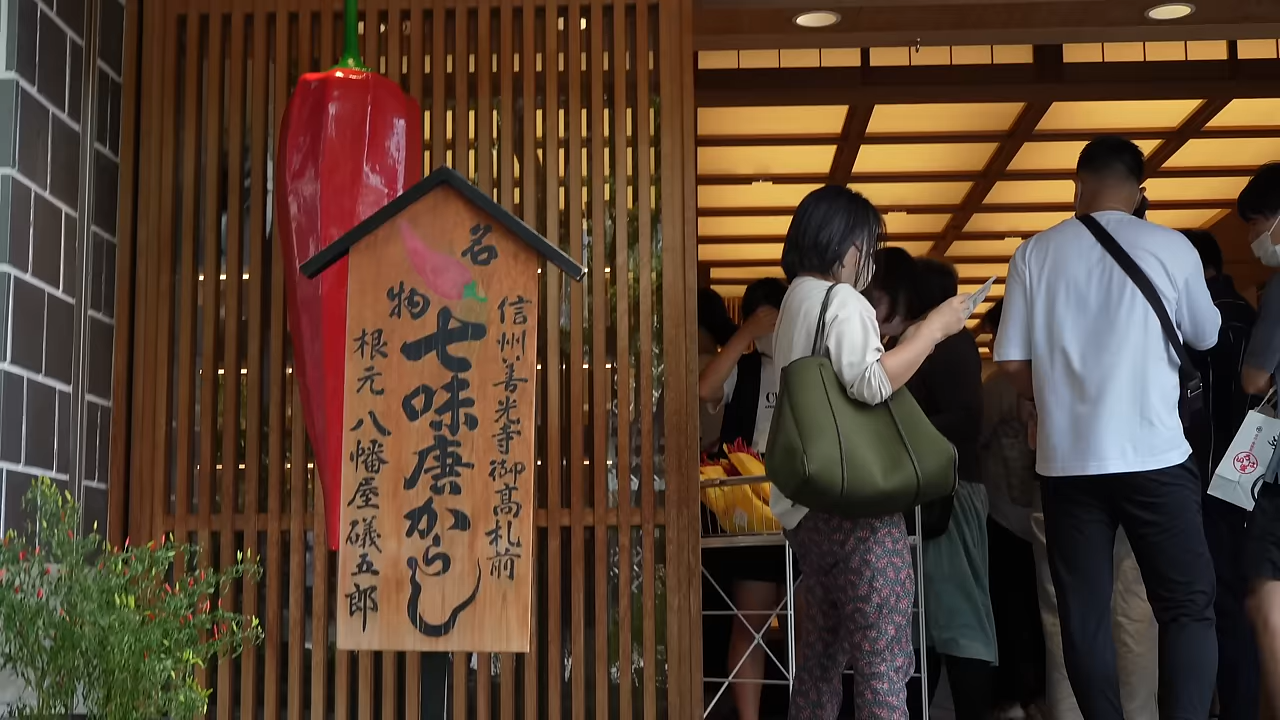 名物
信州善光寺御高札前
七味唐からし
根元 八幡屋礒五郎